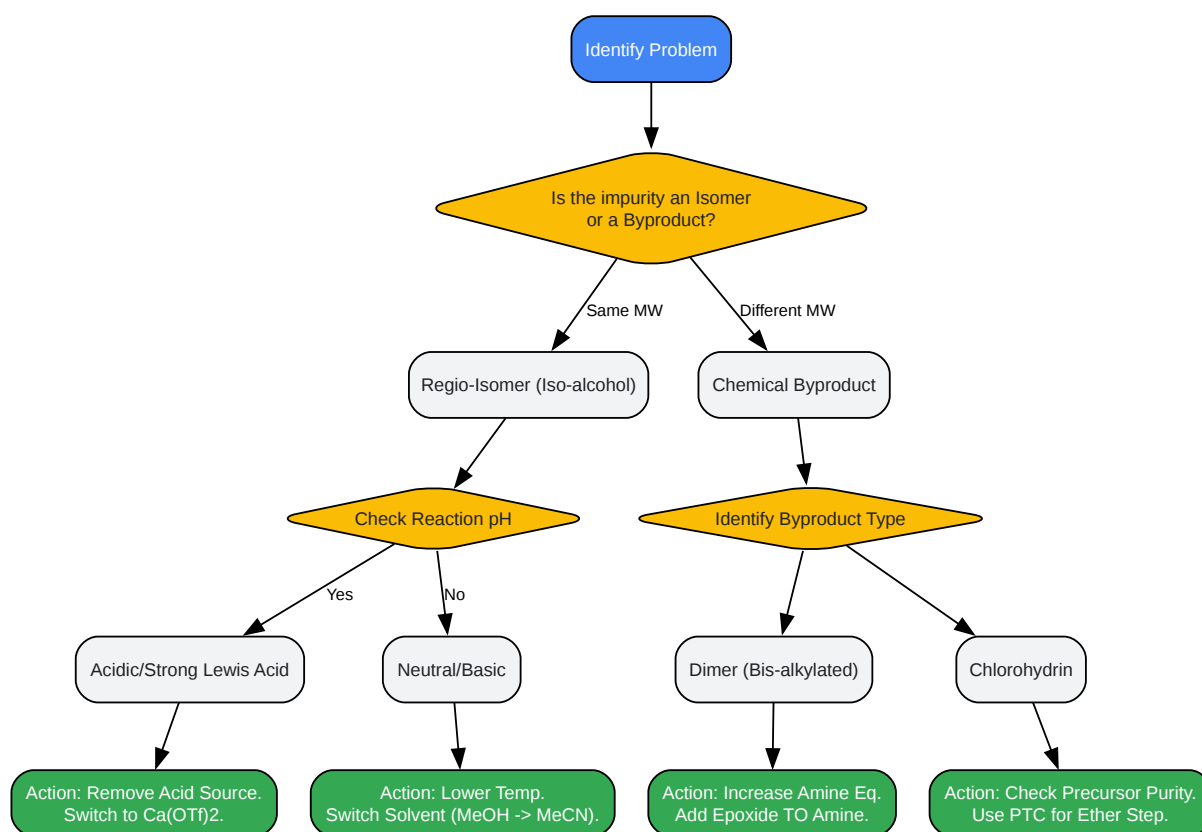 Identify Problem
Is the impurity an Isomer
or a Byproduct?
Same MW
Different MW
Regio-Isomer (Iso-alcohol)
Chemical Byproduct
Check Reaction pH
Identify Byproduct Type
Yes
No
Acidic/Strong Lewis Acid
Neutral/Basic
Dimer (Bis-alkylated)
Chlorohydrin
Action: Remove Acid Source.
Switch to Ca(OTf)2.
Action: Lower Temp.
Switch Solvent (MeOH -> MeCN).
Action: Increase Amine Eq.
Add Epoxide TO Amine.
Action: Check Precursor Purity.
Use PTC for Ether Step.